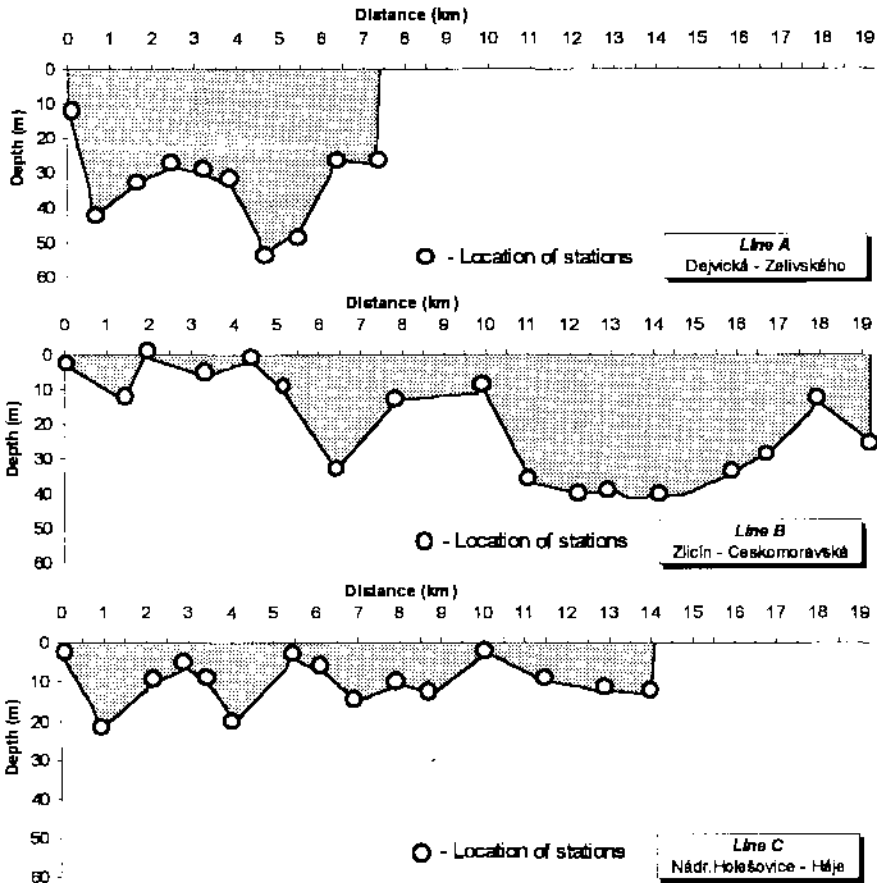 Distance (km)
0 1 2 3 4 5 6 7 8 9 10 11 12 13 14 15 16 17 18 19
0
10
20
30
40
50
60
Depth (m)
O - Location of stations
Line A
Dejvická - Zelivského
Distance (km)
0 1 2 3 4 5 6 7 8 9 10 11 12 13 14 15 16 17 18 19
0
10
20
30
40
50
60
Depth (m)
O - Location of stations
Line B
Zlicín - Ceskomoravská
Distance (km)
0 1 2 3 4 5 6 7 8 9 10 11 12 13 14 15 16 17 18 19
0
10
20
30
40
50
60
Depth (m)
O - Location of stations
Line C
Nádr.Holešovice - Háje